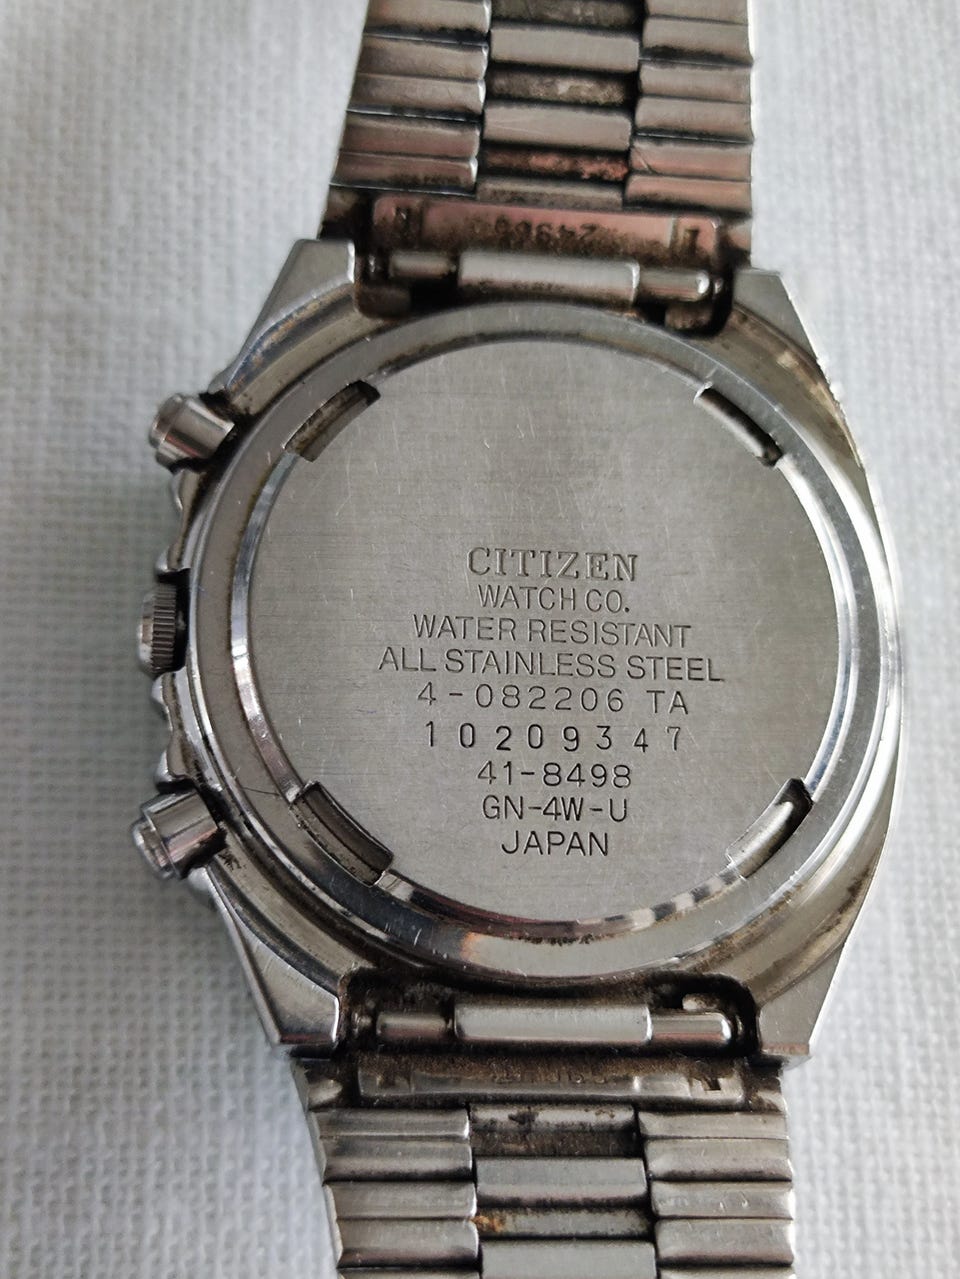 CITIZEN
WATCH CO.
WATER RESISTANT
ALL STAINLESS STEEL
4-082206 TA
10209347
41-8498
GN-4W-U
JAPAN